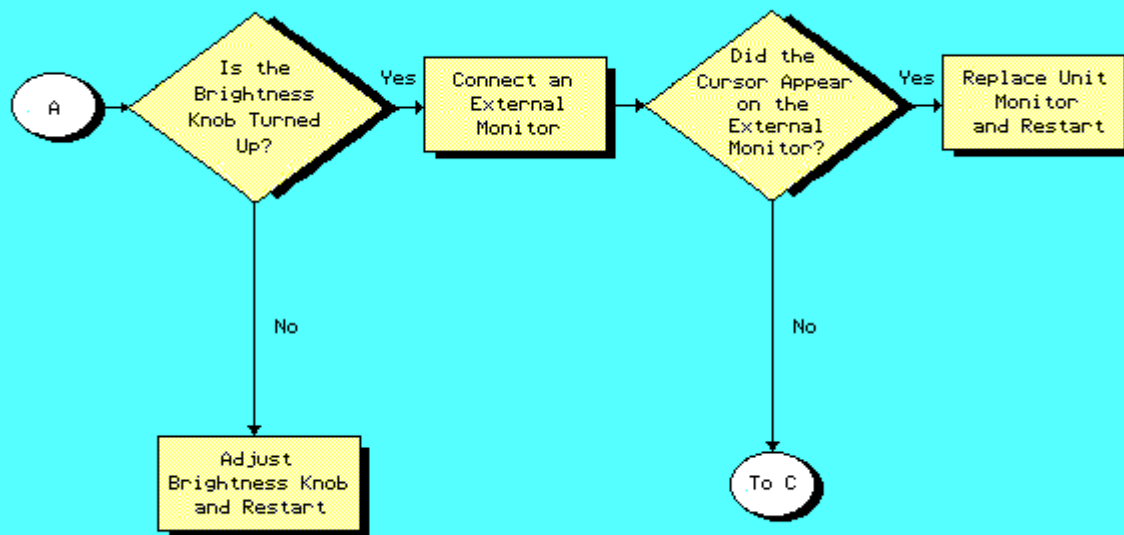 A
Is the
Brightness
Knob Turned
Up?
Yes
Connect an
External
Monitor
Did the
Cursor Appear
on the
External
Monitor?
Yes
Replace Unit
Monitor
and Restart
No
Adjust
Brightness Knob
and Restart
No
To C